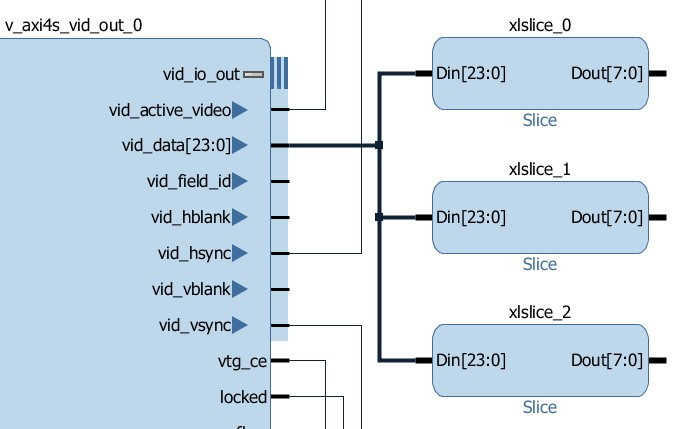 v_axi4s_vid_out_0
vid_io_out
vid_active_video
vid_data[23:0]
vid_field_id
vid_hblank
vid_hsync
vid_vblank
vid_vsync
vtg_ce
locked
xlslice_0
Din[23:0] Dout[7:0]
Slice
xlslice_1
Din[23:0] Dout[7:0]
Slice
xlslice_2
Din[23:0] Dout[7:0]
Slice